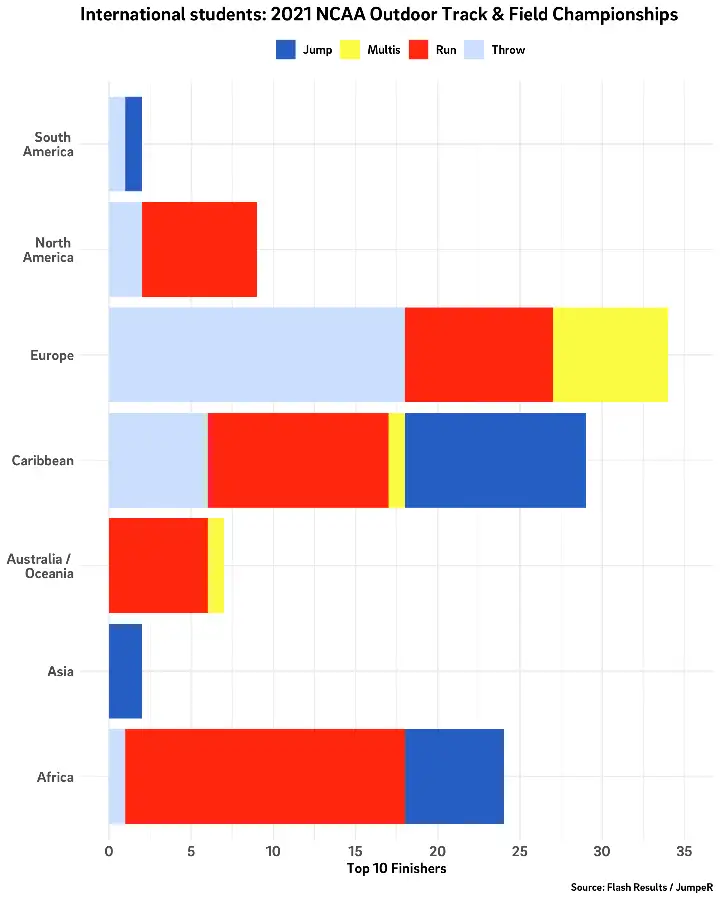 International students: 2021 NCAA Outdoor Track & Field Championships
Jump Multis Run Throw
South
America
North
America
Europe
Caribbean
Australia /
Oceania
Asia
Africa
0 5 10 15 20 25 30 35
Top 10 Finishers
Source: Flash Results / JumpeR